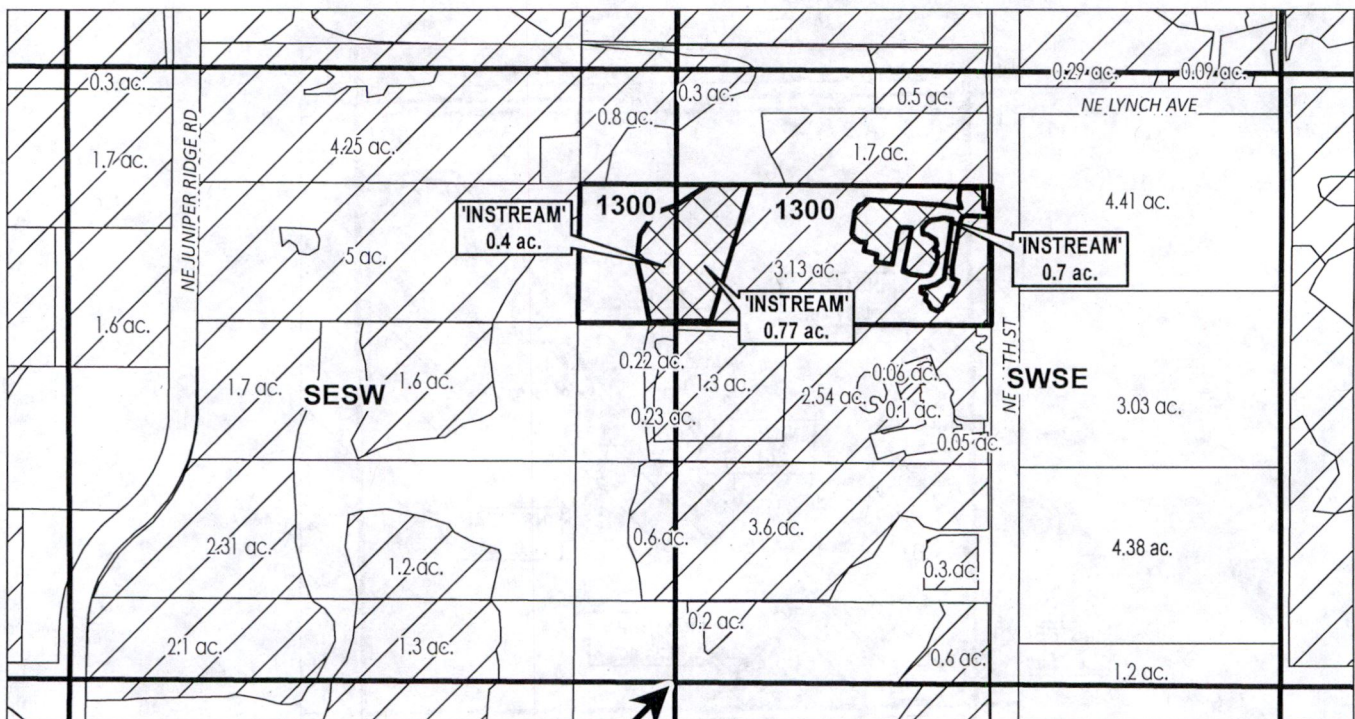 0.3 ac.
0.3 ac.
0.5 ac.
0.29 ac.
0.09 ac.
NE LYNCH AVE
0.8 ac.
1.7 ac.
4.25 ac.
1.7 ac.
NE JUNIPER RIDGE RD
4.41 ac.
1300
1300
'INSTREAM'
0.4 ac.
'INSTREAM'
0.7 ac.
.5 ac.
3.13 ac.
'INSTREAM'
0.77 ac.
1.6 ac.
0.22 ac.
1.7 ac.
SESW
1.6 ac.
1.3 ac.
2.54 ac.
0.06 ac.
0.1 ac.
NE
TH ST
SWSE
3.03 ac.
0.23 ac.
0.05 ac.
2.31 ac.
1.2 ac.
0.6 ac.
3.6 ac.
0.3 ac.
4.38 ac.
2.1 ac.
1.3 ac.
0.2 ac.
0.6 ac.
1.2 ac.